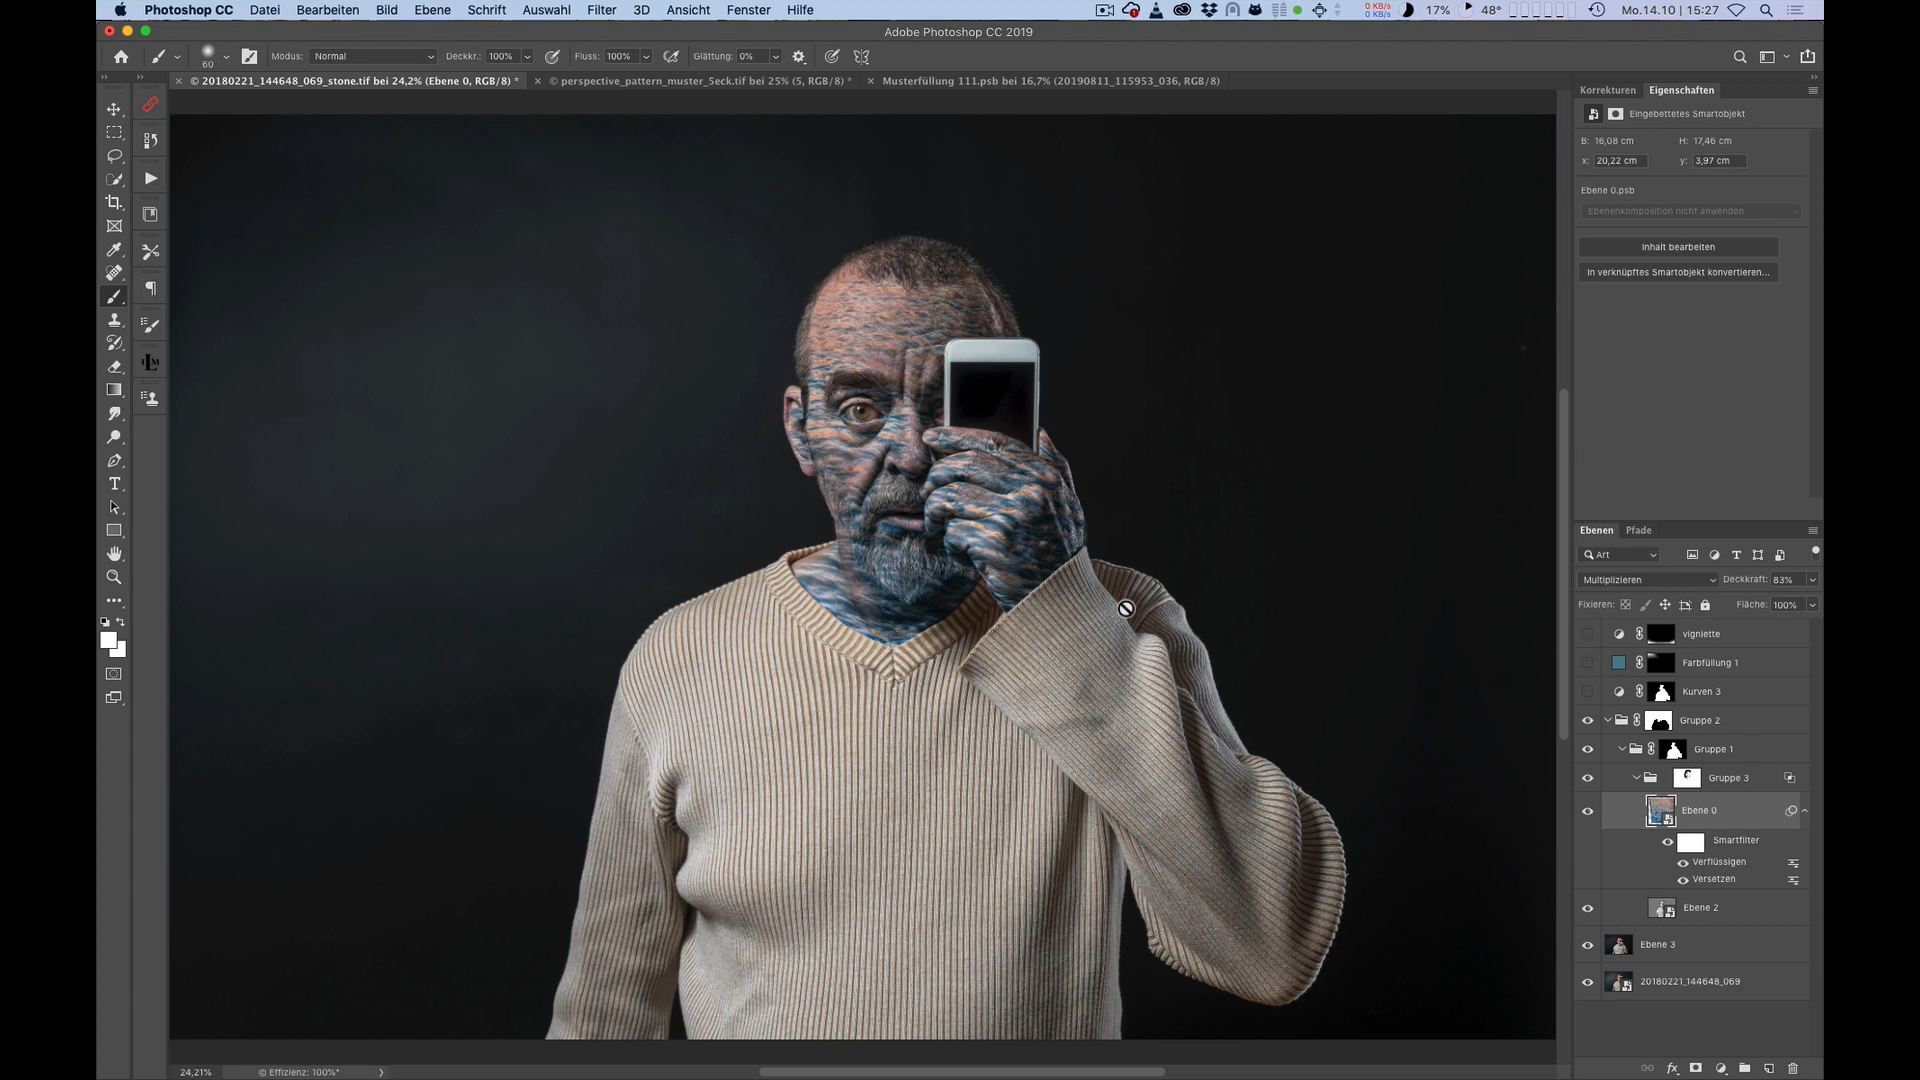 Photoshop CC Datei Bearbeiten Bild Ebene Schrift Auswahl Filter 3D Ansicht Fenster Hilfe 0 KB/s 0 KB/s 17% 48° Mo.14.10 | 15:27
Adobe Photoshop CC 2019
60 Modus: Normal Deckkr.: 100% Fluss: 100% Glättung: 0%
× © 20180221_144648_069_stone.tif bei 24,2% (Ebene 0, RGB/8) * × © perspective_pattern_muster_5eck.tif bei 25% (5, RGB/8) * × Musterfüllung 111.psb bei 16,7% (20190811_115953_036, RGB/8)
Korrekturen Eigenschaften
Eingebettetes Smartobjekt
B: 16,08 cm H: 17,46 cm
x: 20,22 cm y: 3,97 cm
Ebene 0.psb
Ebenenkomposition nicht anwenden
Inhalt bearbeiten
In verknüpftes Smartobjekt konvertieren...
LM
T
Ebenen Pfade
Art T
Multiplizieren Deckkraft: 83%
Fixieren: Fläche: 100%
vigniette
Farbfüllung 1
Kurven 3
Gruppe 2
Gruppe 1
Gruppe 3
Ebene 0
Smartfilter
Verflüssigen
Versetzen
Ebene 2
Ebene 3
20180221_144648_069
fx
24,21% © Effizienz: 100%*